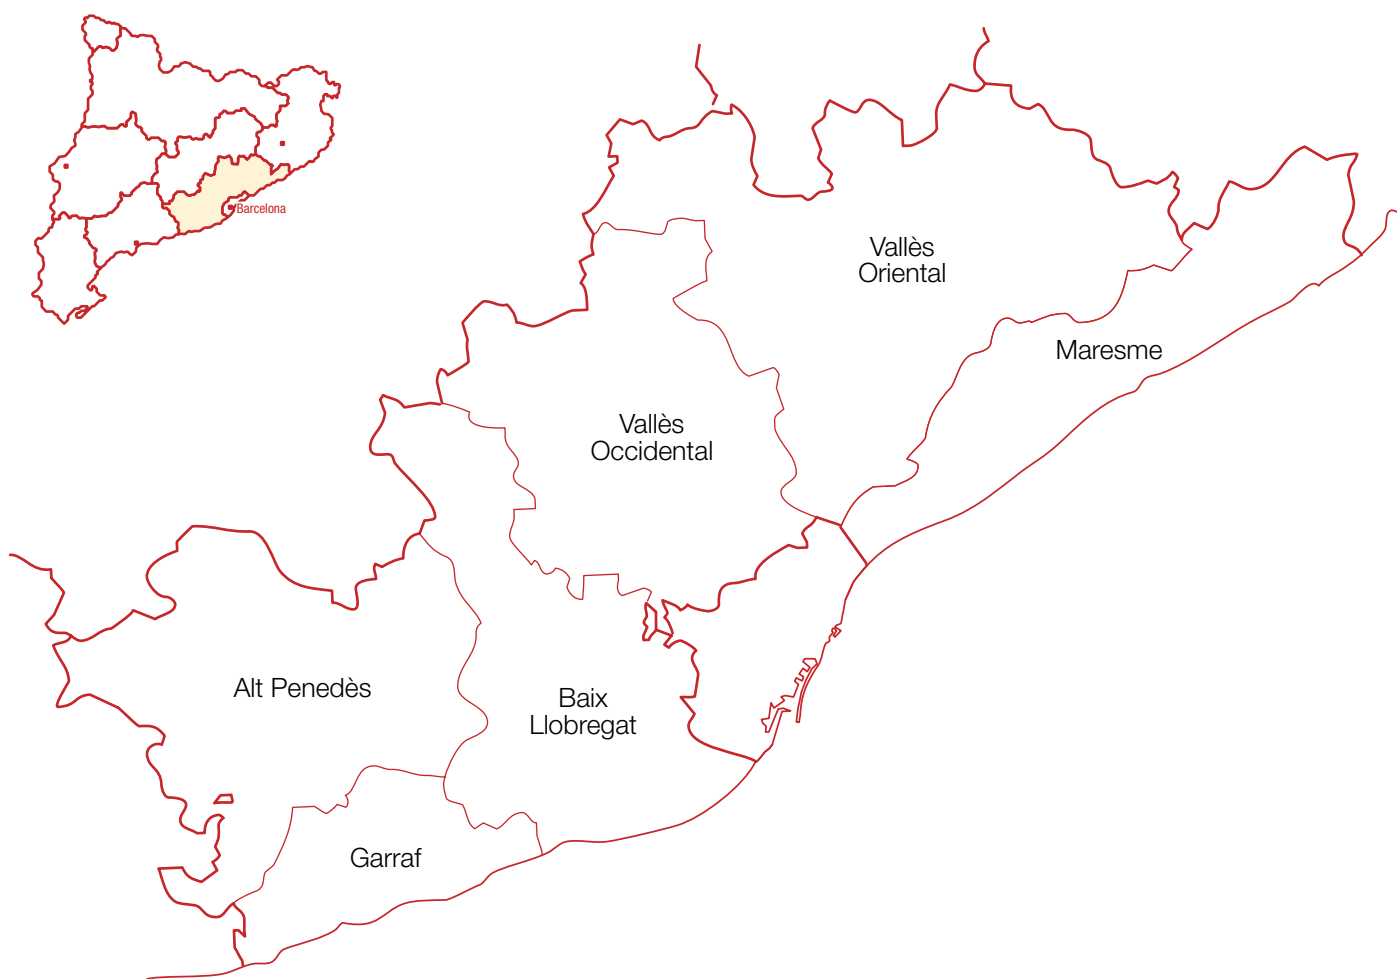 Barcelona
Vallès
Oriental
Maresme
Vallès
Occidental
Alt Penedès
Baix
Llobregat
Garraf